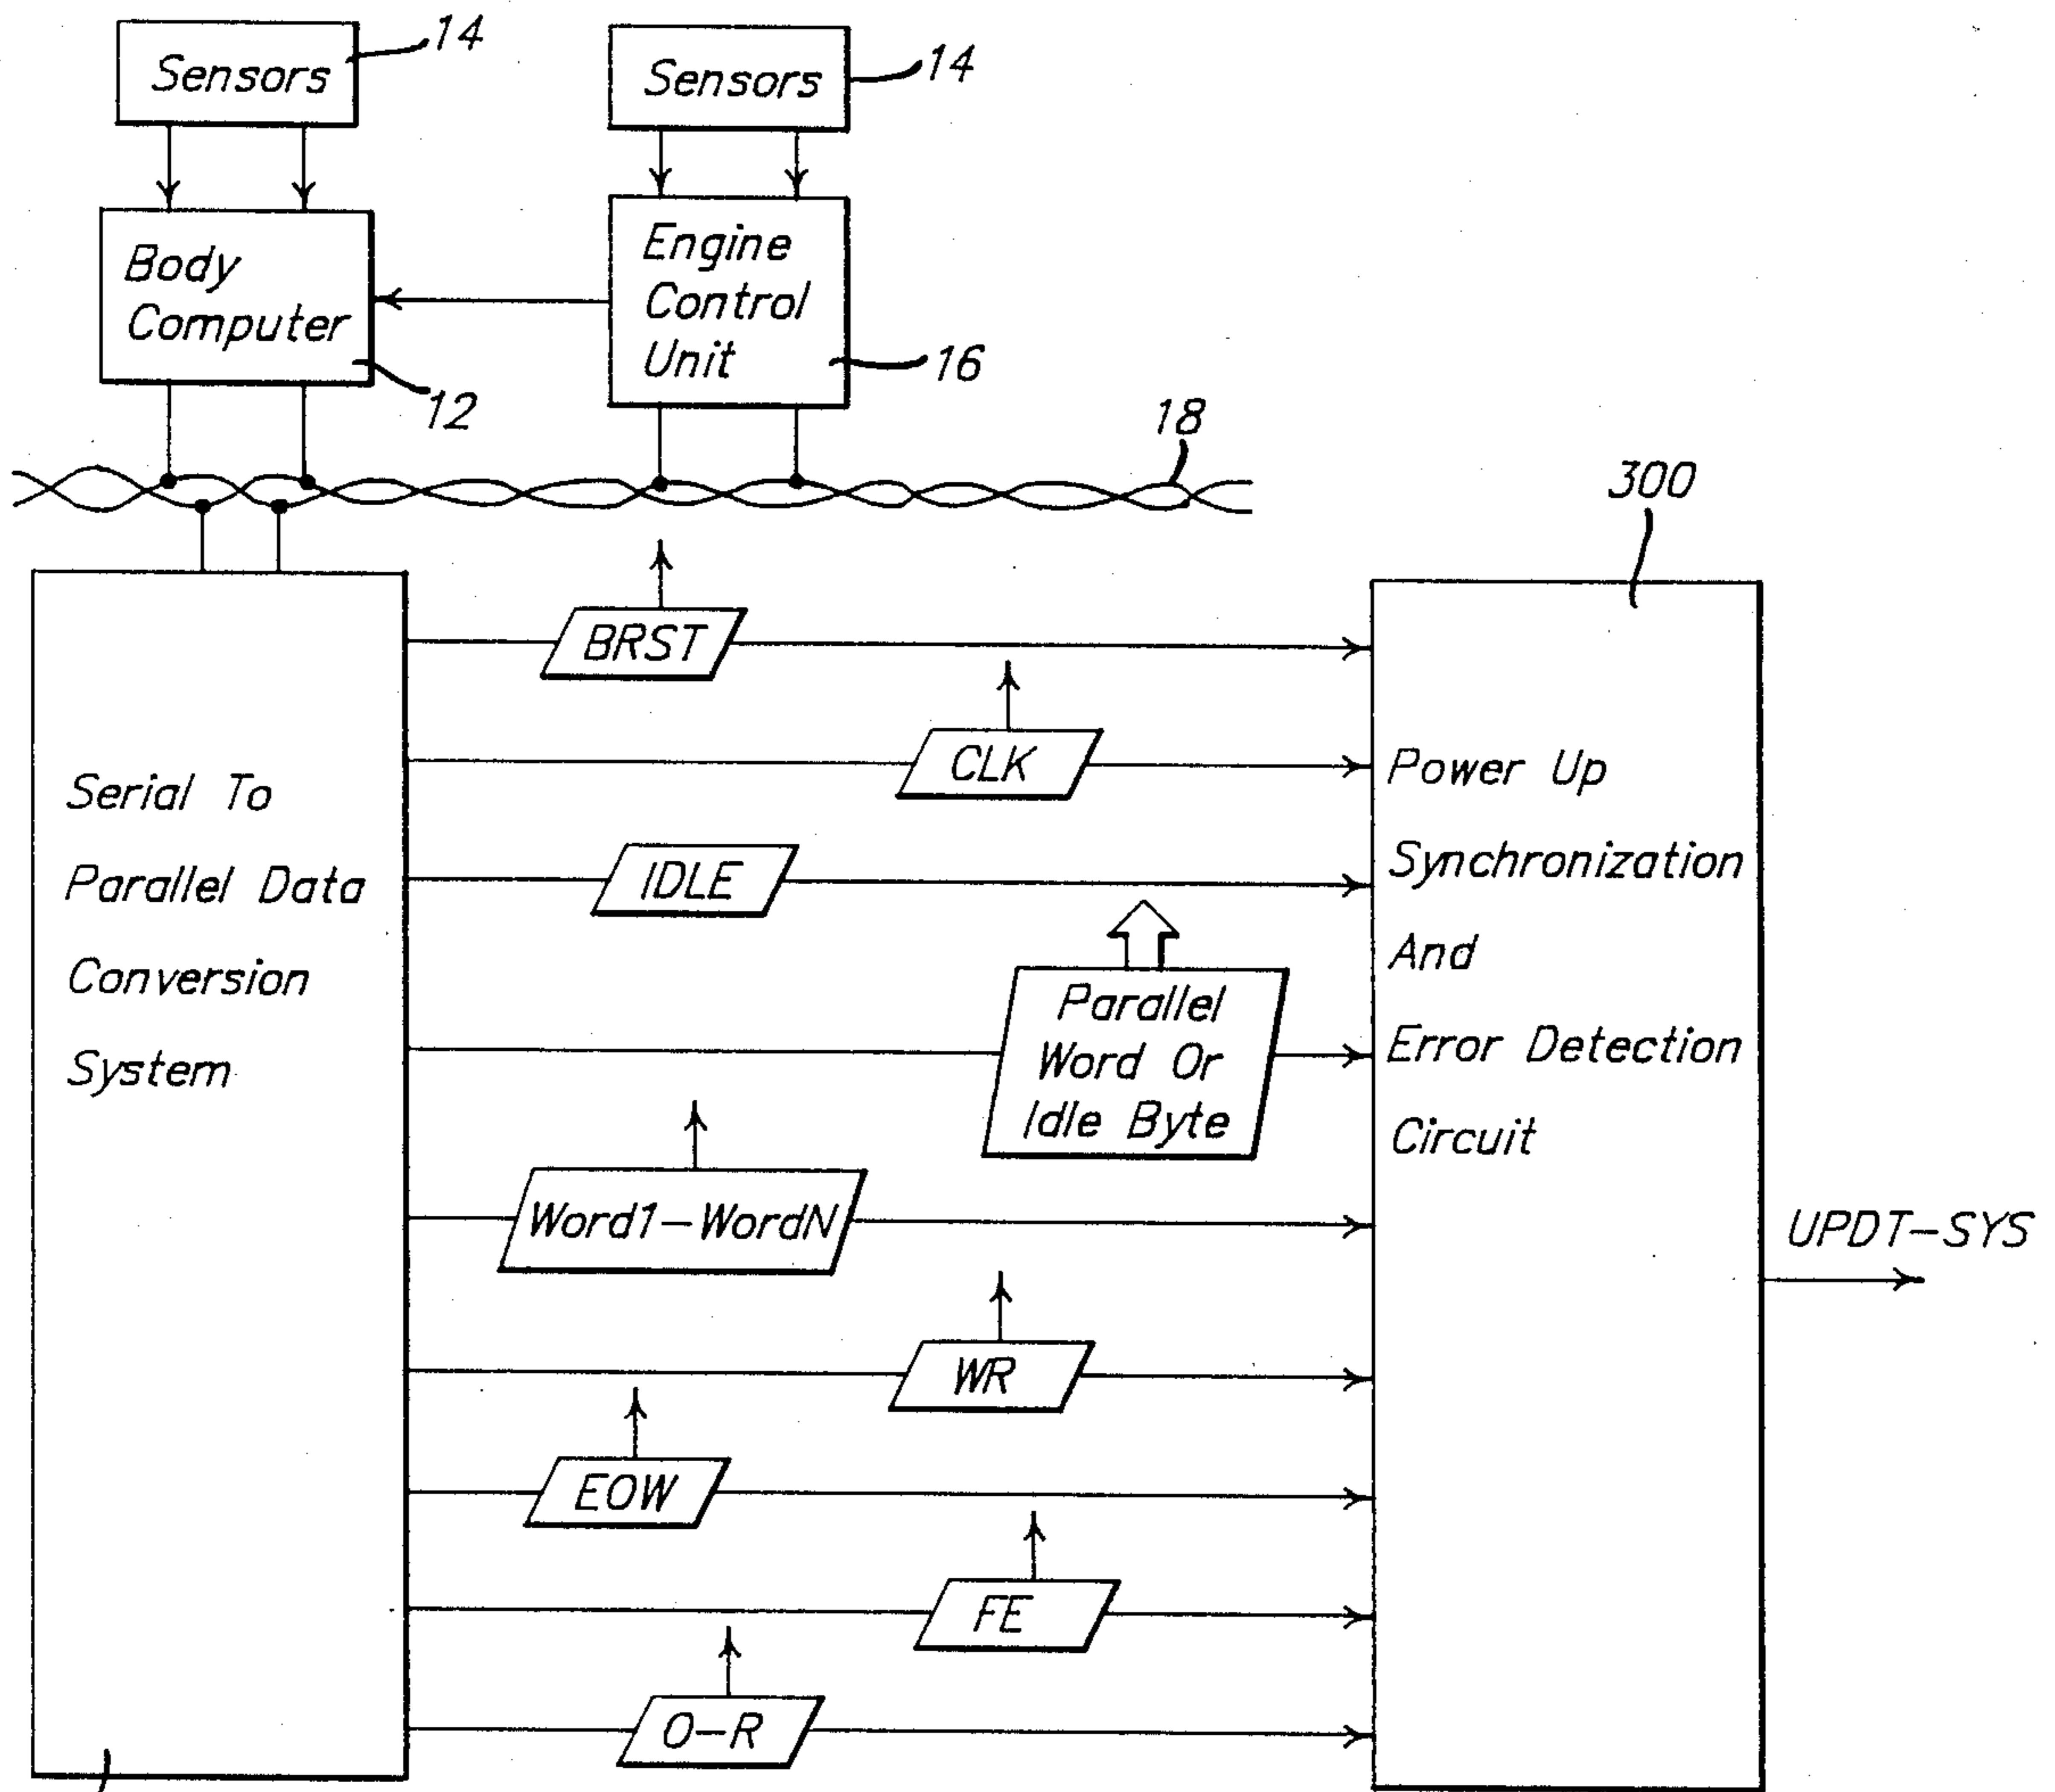 Sensors
14
Sensors
14
Body
Computer
12
Engine
Control
Unit
16
18
300
BRST
CLK
IDLE
Parallel
Word Or
Idle Byte
Word1-WordN
WR
EOW
FE
O-R
Serial To
Parallel Data
Conversion
System
Power Up
Synchronization
And
Error Detection
Circuit
UPDT-SYS